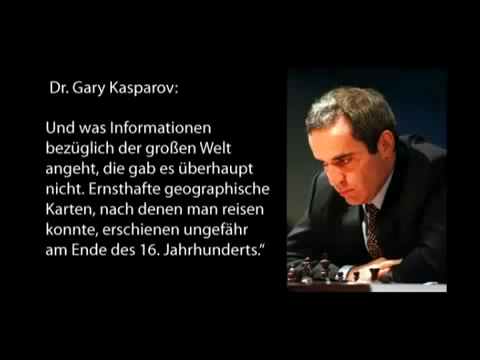 Dr. Gary Kasparov:
Und was Informationen
bezüglich der großen Welt
angeht, die gab es überhaupt
nicht. Ernsthafte geographische
Karten, nach denen man reisen
konnte, erschienen ungefähr
am Ende des 16. Jahrhunderts.“